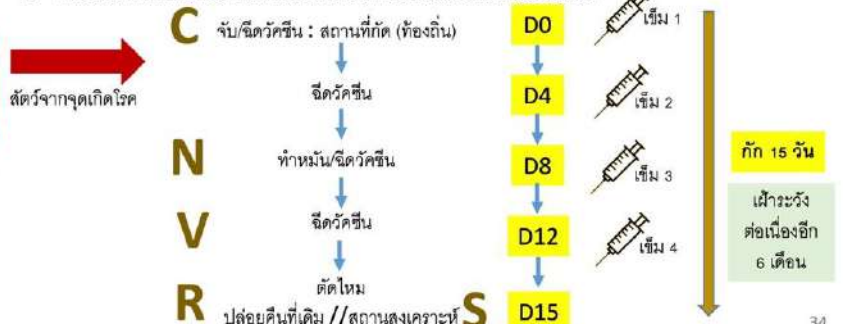 C จับ/ฉีดวัคซีน : สถานที่กัก (ท้องถิ่น) D0 เข็ม 1
สัตว์จากจุดเกิดโรค
ฉีดวัคซีน D4 เข็ม 2
N ทำหมัน/ฉีดวัคซีน D8 เข็ม 3
กัก 15 วัน
V ฉีดวัคซีน D12 เข็ม 4
เฝ้าระวัง
ต่อเนื่องอีก
6 เดือน
ตัดไหม
R ปล่อยคืนที่เดิม //สถานสงเคราะห์ S D15
34